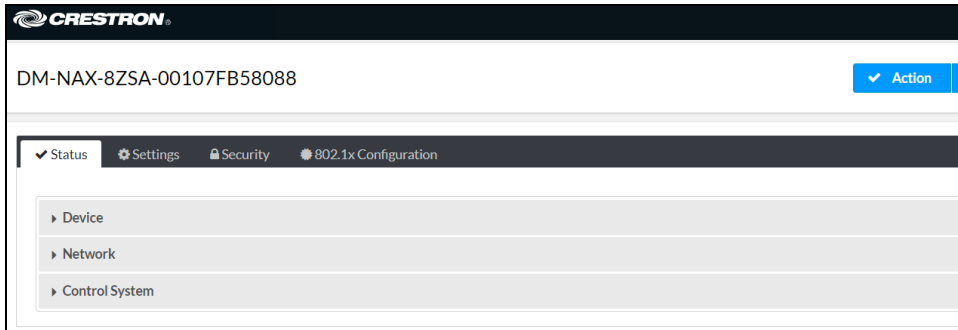 CRESTRON®
DM-NAX-8ZSA-00107FB58088
Action
Status Settings Security 802.1x Configuration
Device
Network
Control System